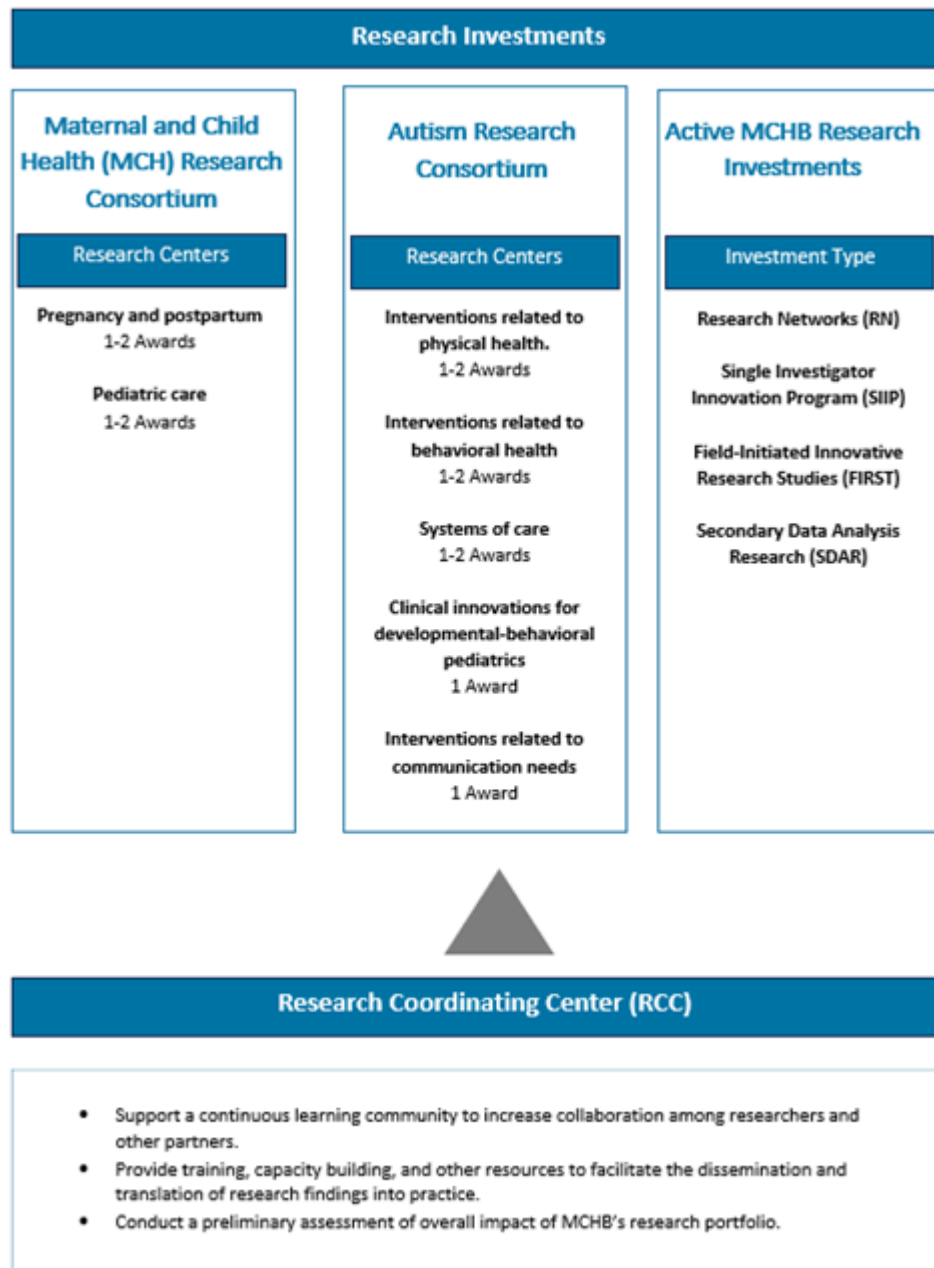 Research Investments
Maternal and Child
Health (MCH) Research
Consortium
Research Centers
Pregnancy and postpartum
1-2 Awards
Pediatric care
1-2 Awards
Autism Research
Consortium
Research Centers
Interventions related to
physical health.
1-2 Awards
Interventions related to
behavioral health
1-2 Awards
Systems of care
1-2 Awards
Clinical innovations for
developmental-behavioral
pediatrics
1 Award
Interventions related to
communication needs
1 Award
Active MCHB Research
Investments
Investment Type
Research Networks (RN)
Single Investigator
Innovation Program (SIIP)
Field-Initiated Innovative
Research Studies (FIRST)
Secondary Data Analysis
Research (SDAR)
Research Coordinating Center (RCC)
• Support a continuous learning community to increase collaboration among researchers and
other partners.
• Provide training, capacity building, and other resources to facilitate the dissemination and
translation of research findings into practice.
• Conduct a preliminary assessment of overall impact of MCHB's research portfolio.